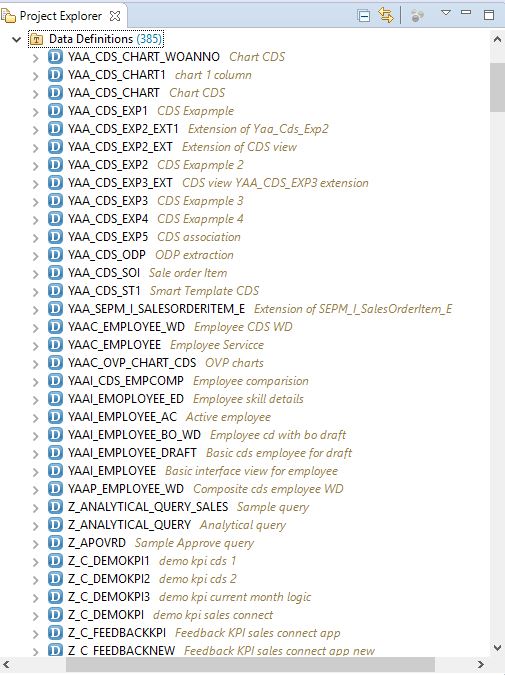 Project Explorer
Data Definitions (385)
YAA_CDS_CHART_WOANNO Chart CDS
YAA_CDS_CHART1 chart 1 column
YAA_CDS_CHART Chart CDS
YAA_CDS_EXP1 CDS Exapmple
YAA_CDS_EXP2_EXT1 Extension of Yaa_Cds_Exp2
YAA_CDS_EXP2_EXT Extension of CDS view
YAA_CDS_EXP2 CDS Exapmple 2
YAA_CDS_EXP3_EXT CDS view YAA_CDS_EXP3 extension
YAA_CDS_EXP3 CDS Exapmple 3
YAA_CDS_EXP4 CDS Exapmple 4
YAA_CDS_EXP5 CDS association
YAA_CDS_ODP ODP extraction
YAA_CDS_SOI Sale order Item
YAA_CDS_ST1 Smart Template CDS
YAA_SEPM_I_SALESORDERITEM_E Extension of SEPM_I_SalesOrderItem_E
YAAC_EMPLOYEE_WD Employee CDS WD
YAAC_EMPLOYEE Employee Servicce
YAAC_OVP_CHART_CDS OVP charts
YAAI_CDS_EMPCOMP Employee comparision
YAAI_EMOPLOYEE_ED Employee skill details
YAAI_EMPLOYEE_AC Active employee
YAAI_EMPLOYEE_BO_WD Employee cd with bo draft
YAAI_EMPLOYEE_DRAFT Basic cds employee for draft
YAAI_EMPLOYEE Basic interface view for employee
YAAP_EMPLOYEE_WD Composite cds employee WD
Z_ANALYTICAL_QUERY_SALES Sample query
Z_ANALYTICAL_QUERY Analytical query
Z_APOVRD Sample Approve query
Z_C_DEMOKPI1 demo kpi cds 1
Z_C_DEMOKPI2 demo kpi cds 2
Z_C_DEMOKPI3 demo kpi current month logic
Z_C_DEMOKPI demo kpi sales connect
Z_C_FEEDBACKKPI Feedback KPI sales connect app
Z_C_FEEDBACKNEW Feedback KPI sales connect app new